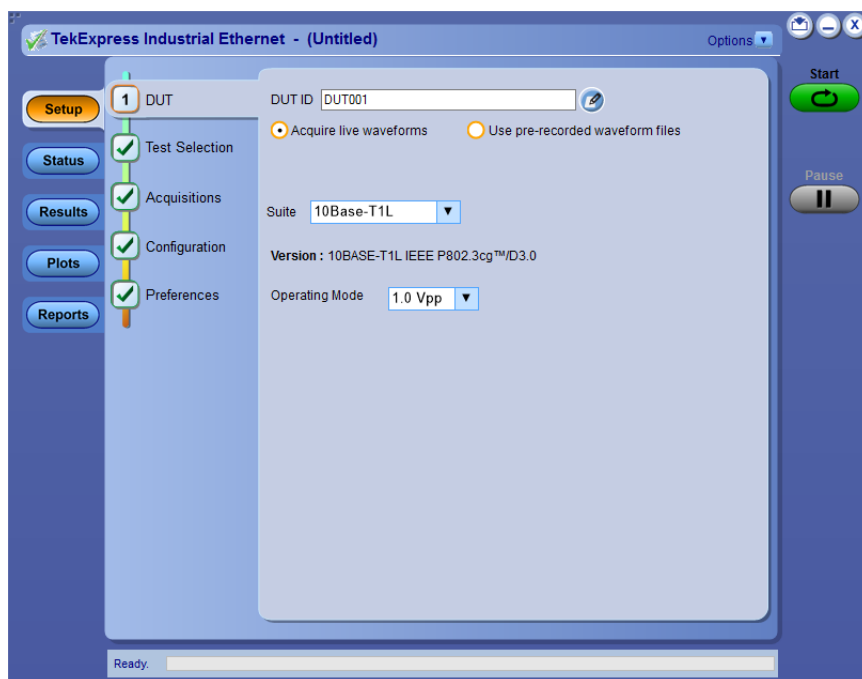 TekExpress Industrial Ethernet - (Untitled)
Options
X
Start
Setup
1 DUT
DUT ID DUT001
Acquire live waveforms
Use pre-recorded waveform files
Status
Test Selection
Pause
Results
Acquisitions
Suite 10Base-T1L
Plots
Configuration
Version : 10BASE-T1L IEEE P802.3cg™/D3.0
Reports
Preferences
Operating Mode 1.0 Vpp
Ready.